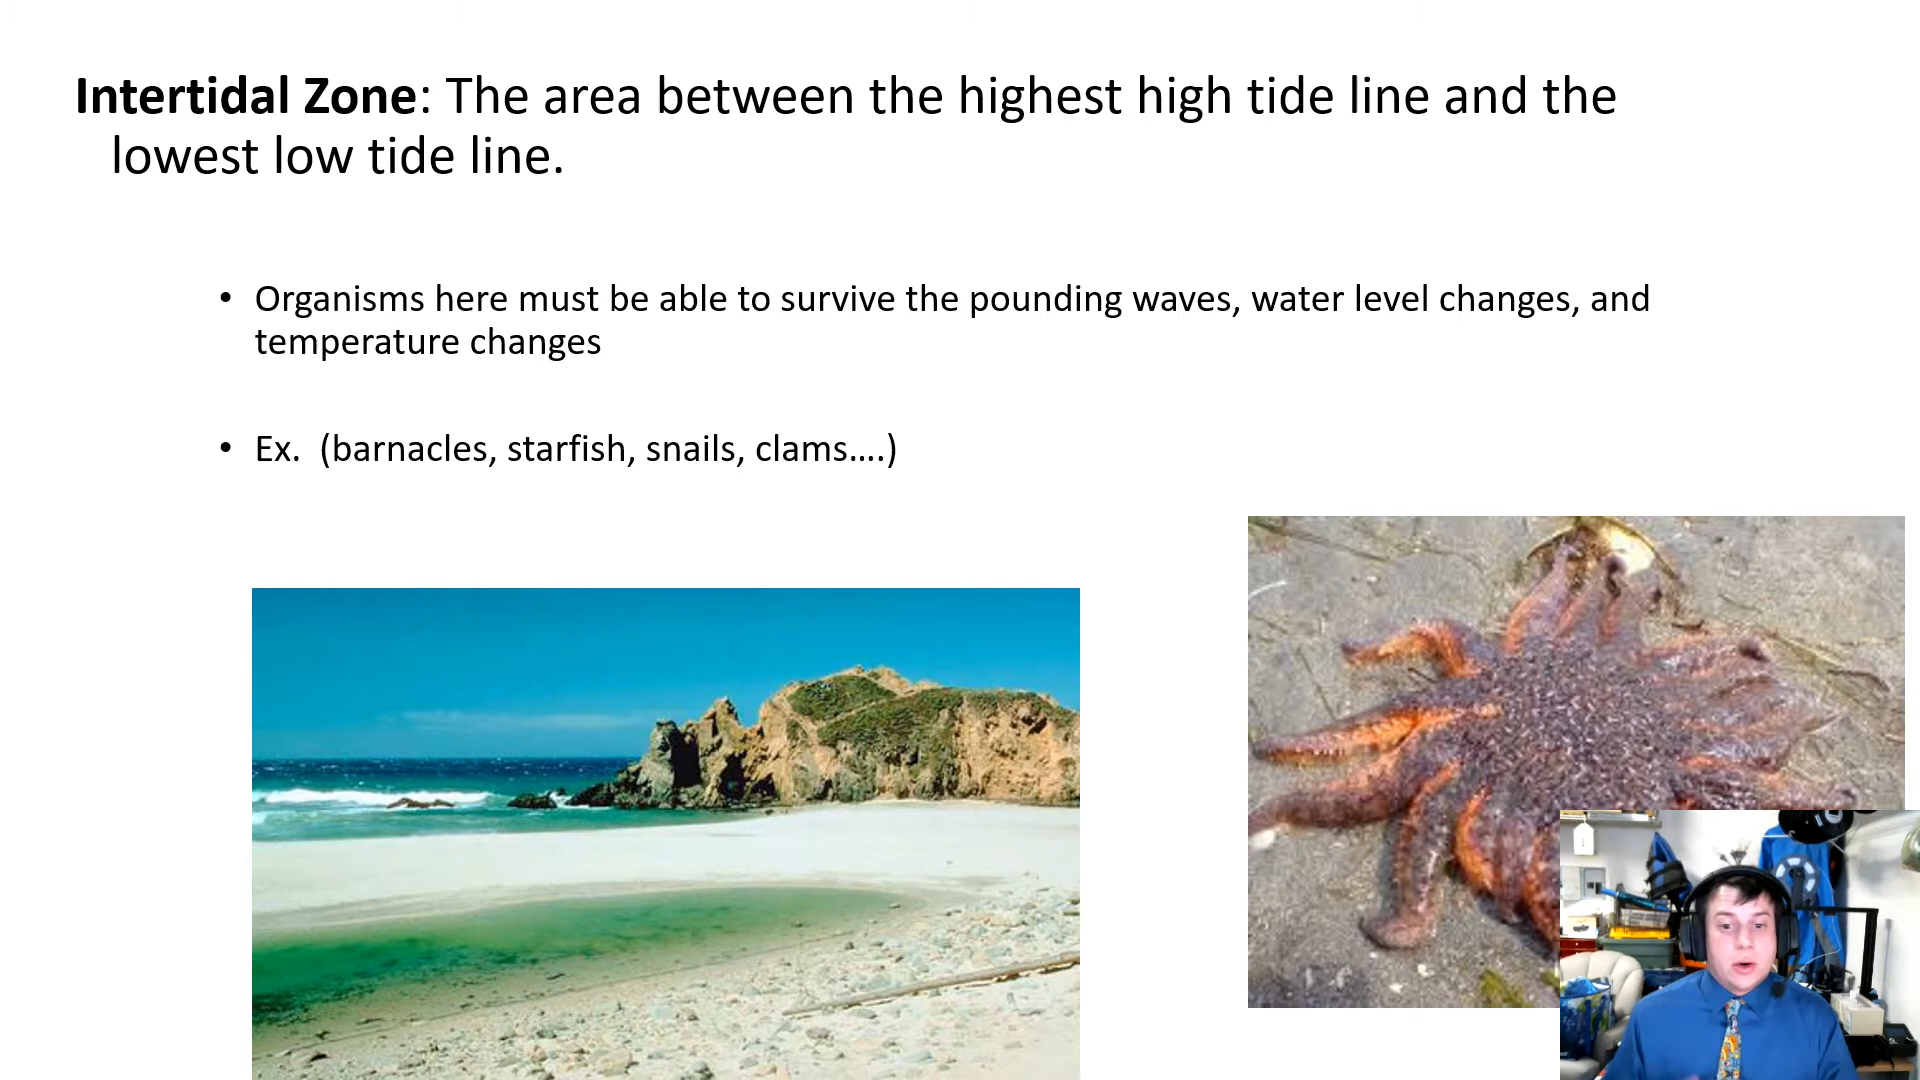 Intertidal Zone: The area between the highest high tide line and the
lowest low tide line.
• Organisms here must be able to survive the pounding waves, water level changes, and
temperature changes
• Ex.  (barnacles, starfish, snails, clams....)